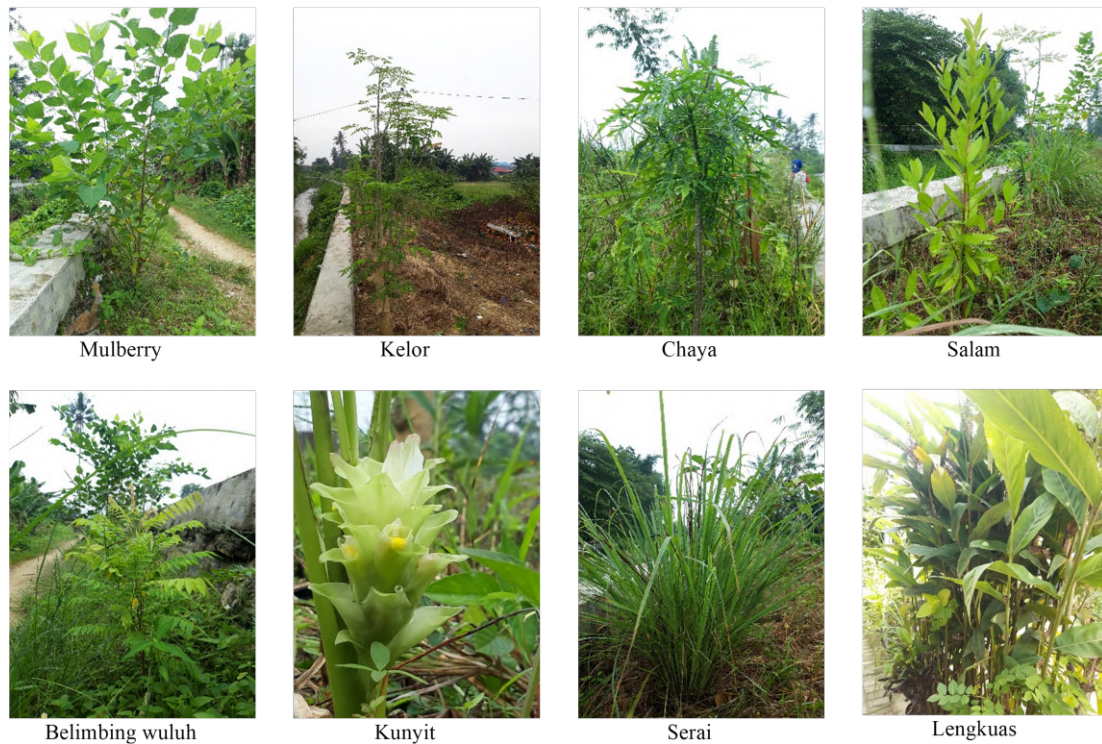 Mulberry
Kelor
Chaya
Salam
Belimbing wuluh
Kunyit
Serai
Lengkuas